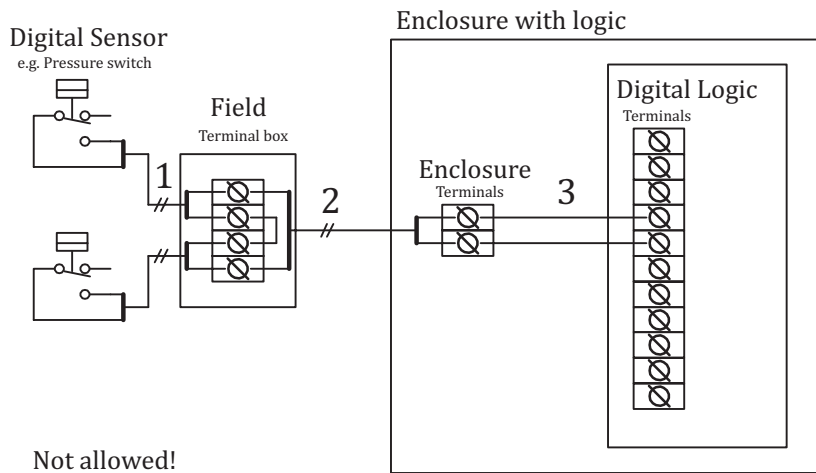 Enclosure with logic
Digital Sensor
e.g. Pressure switch
Digital Logic
Terminals
Field
Terminal box
Enclosure
Terminals
1
2
3
Not allowed!